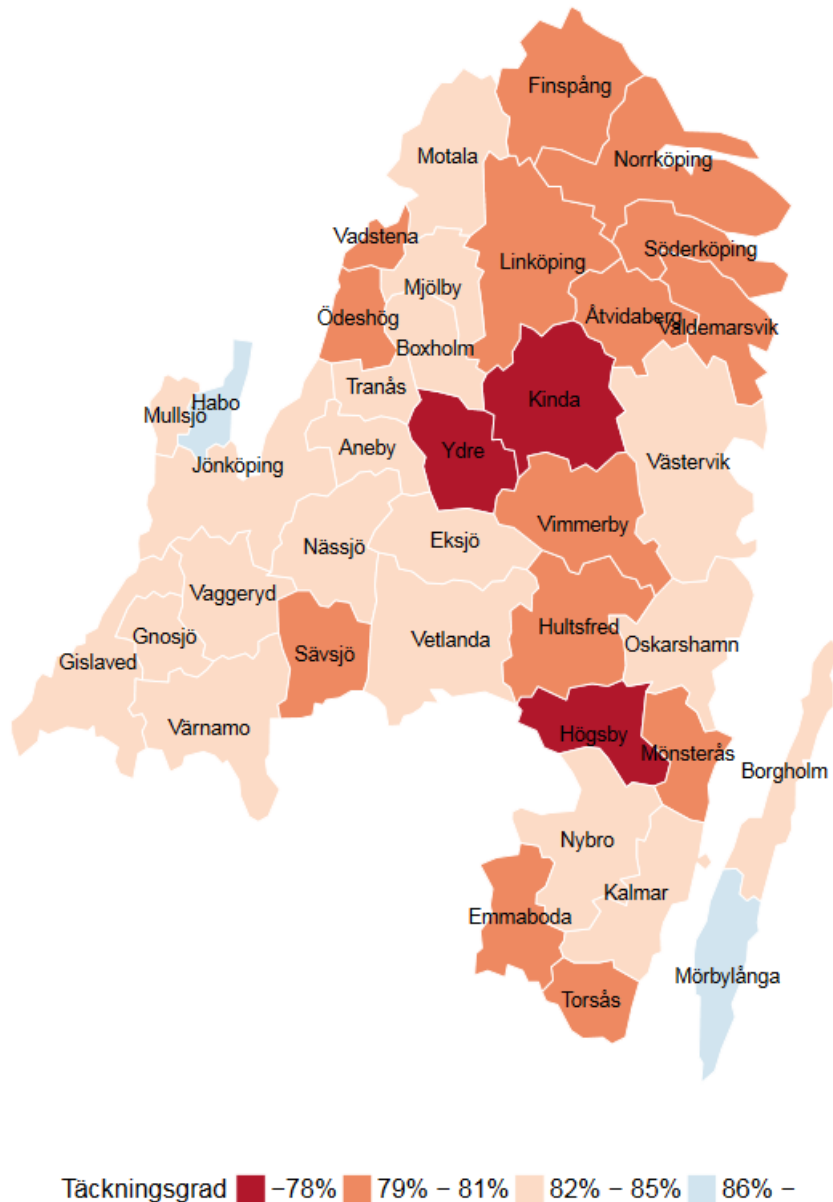 Finspång
Motala
Norrköping
Vadstena
Söderköping
Linköping
Mjölby
Ödeshög
Åtvidaberg
Valdemarsvik
Boxholm
Tranås
Habo
Kinda
Mullsjö
Aneby
Ydre
Västervik
Jönköping
Vimmerby
Nässjö
Eksjö
Vaggeryd
Hultsfred
Gnosjö
Vetlanda
Oskarshamn
Sävsjö
Gislaved
Värnamo
Högsby
Mönsterås
Borgholm
Nybro
Kalmar
Emmaboda
Mörbylånga
Torsås
Täckningsgrad −78% 79% − 81% 82% − 85% 86% −